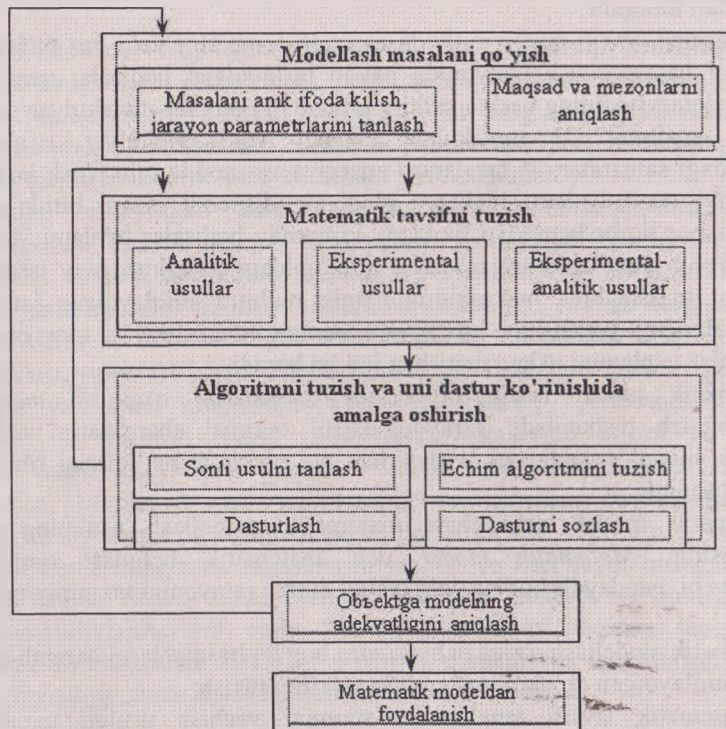 Modellash masalani qo'yish
Masalani anik ifoda kilish,
jarayon parametrlarini tanlash
Maqsad va mezonlarni
aniqlash
Matematik tavsifni tuzish
Analitik
usullar
Eksperimental
usullar
Eksperimental-
analitik usullar
Algoritmni tuzish va uni dastur ko'rinishida
amalga oshirish
Sonli usulni tanlash
Echim algoritmini tuzish
Dasturlash
Dasturni sozlash
Obъektga modelning
adekvatligini aniqlash
Matematik modeldan
foydalanish